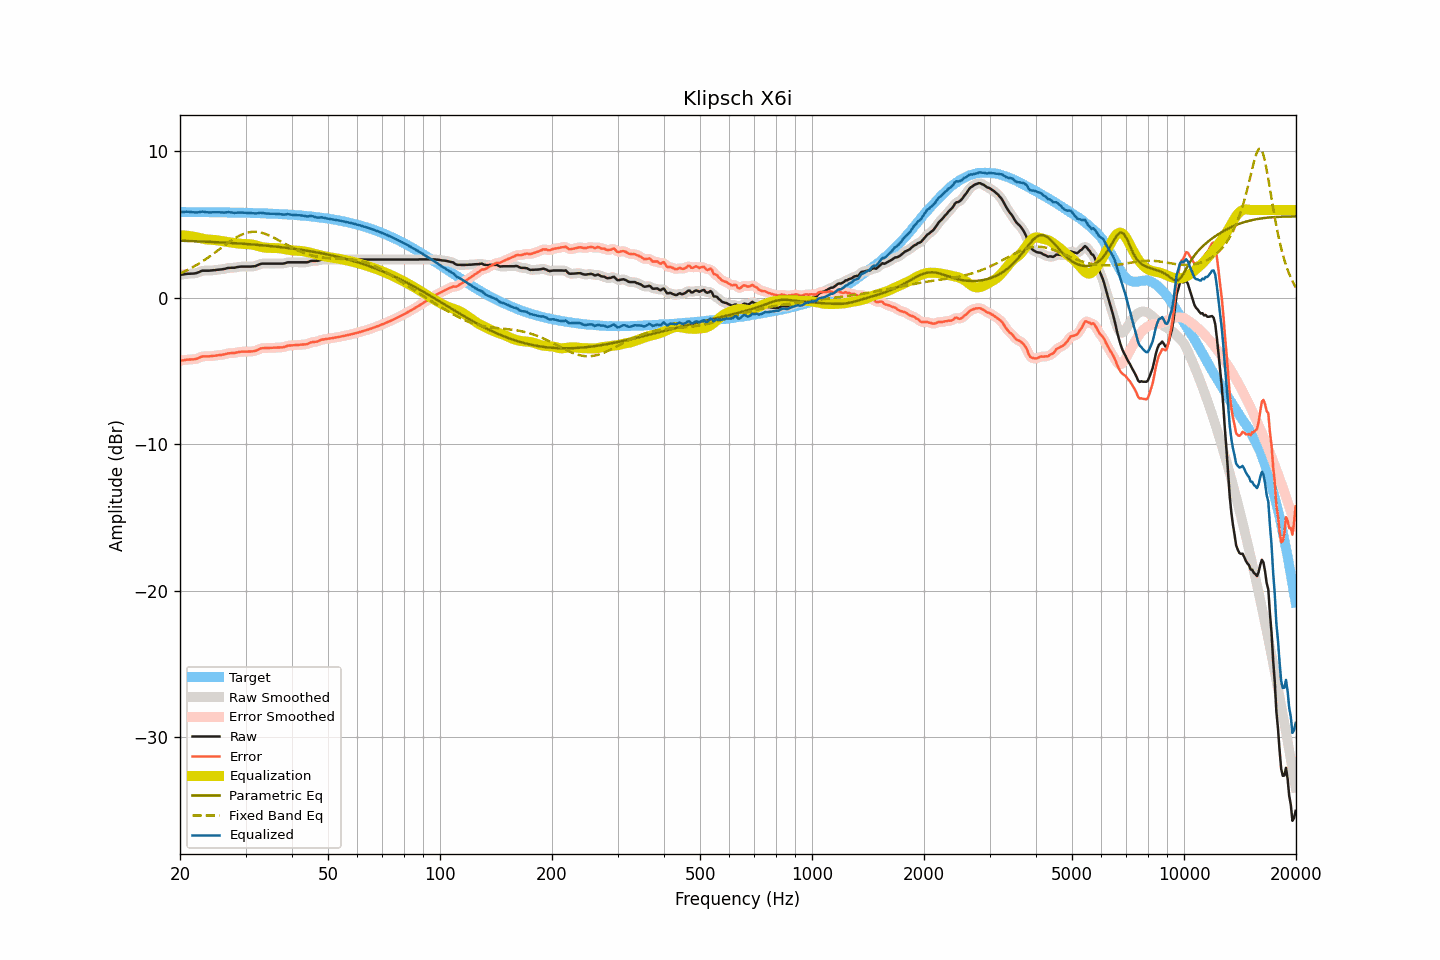 Klipsch X6i
10
0
−10
−20
−30
Amplitude (dBr)
Target
Raw Smoothed
Error Smoothed
Raw
Error
Equalization
Parametric Eq
Fixed Band Eq
Equalized
20 50 100 200 500 1000 2000 5000 10000 20000
Frequency (Hz)